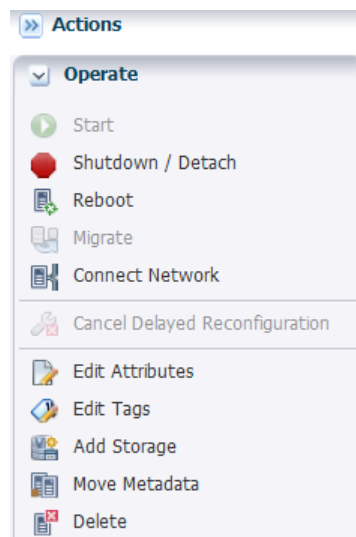 Actions
Operate
Start
Shutdown / Detach
Reboot
Migrate
Connect Network
Cancel Delayed Reconfiguration
Edit Attributes
Edit Tags
Add Storage
Move Metadata
Delete